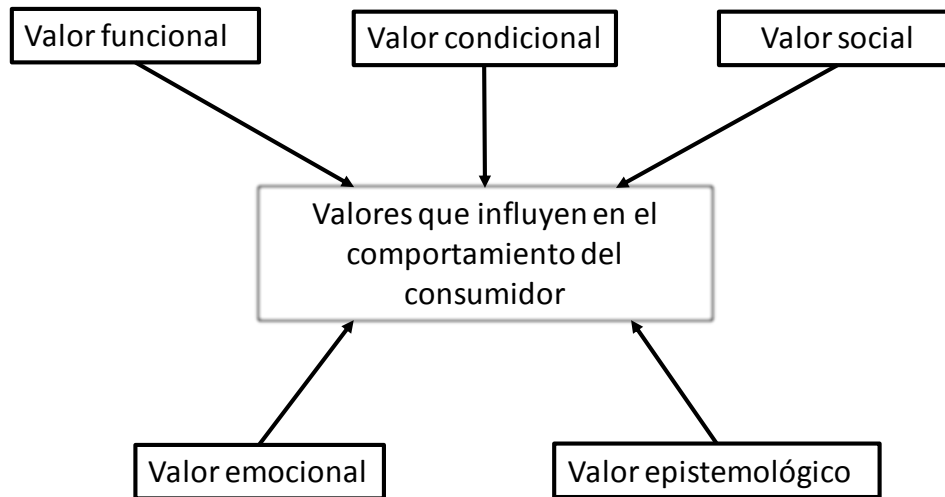 Valor funcional
Valor condicional
Valor social
Valores que influyen en el
comportamiento del
consumidor
Valor emocional
Valor epistemológico